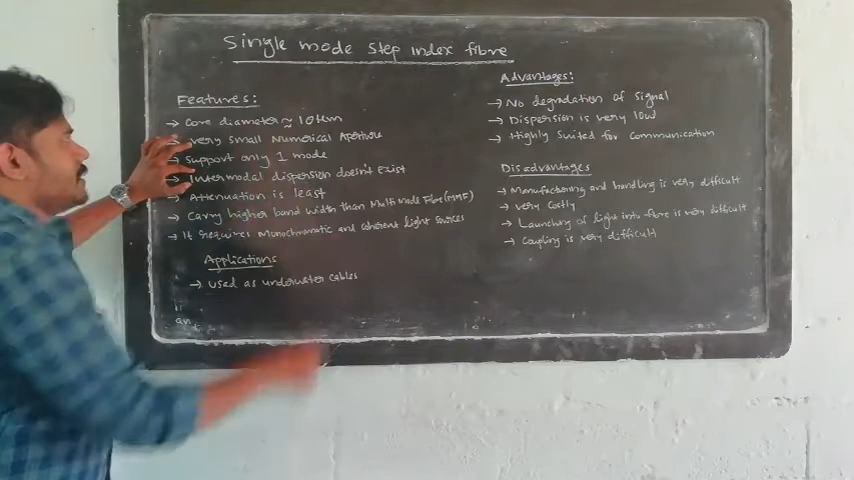 Single mode step index fibre
Features:
→ Core diameter ≈ 10μm
→ very small Numerical Aperture
→ support only 1 mode
→ Intermodal dispersion doesn't exist
→ Attenuation is least
→ Carry higher band width than Multi Mode Fibre (MMF)
→ It requires Monochromatic and coherent light sources
Applications
→ used as underwater cables
Advantages:
→ No degradation of signal
→ Dispersion is very low
→ Highly suited for communication
Disadvantages
→ Manufacturing and handling is very difficult
→ very costly
→ Launching of light into fibre is very difficult
→ Coupling is very difficult